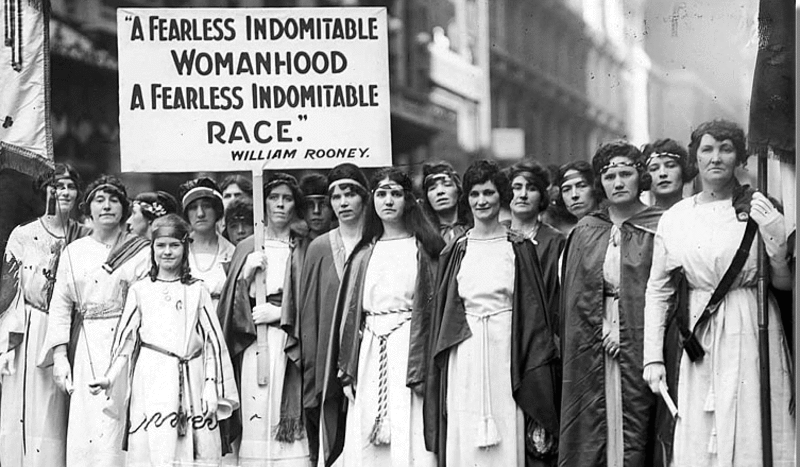 "A FEARLESS INDOMITABLE
WOMANHOOD
A FEARLESS INDOMITABLE
RACE."
WILLIAM ROONEY.